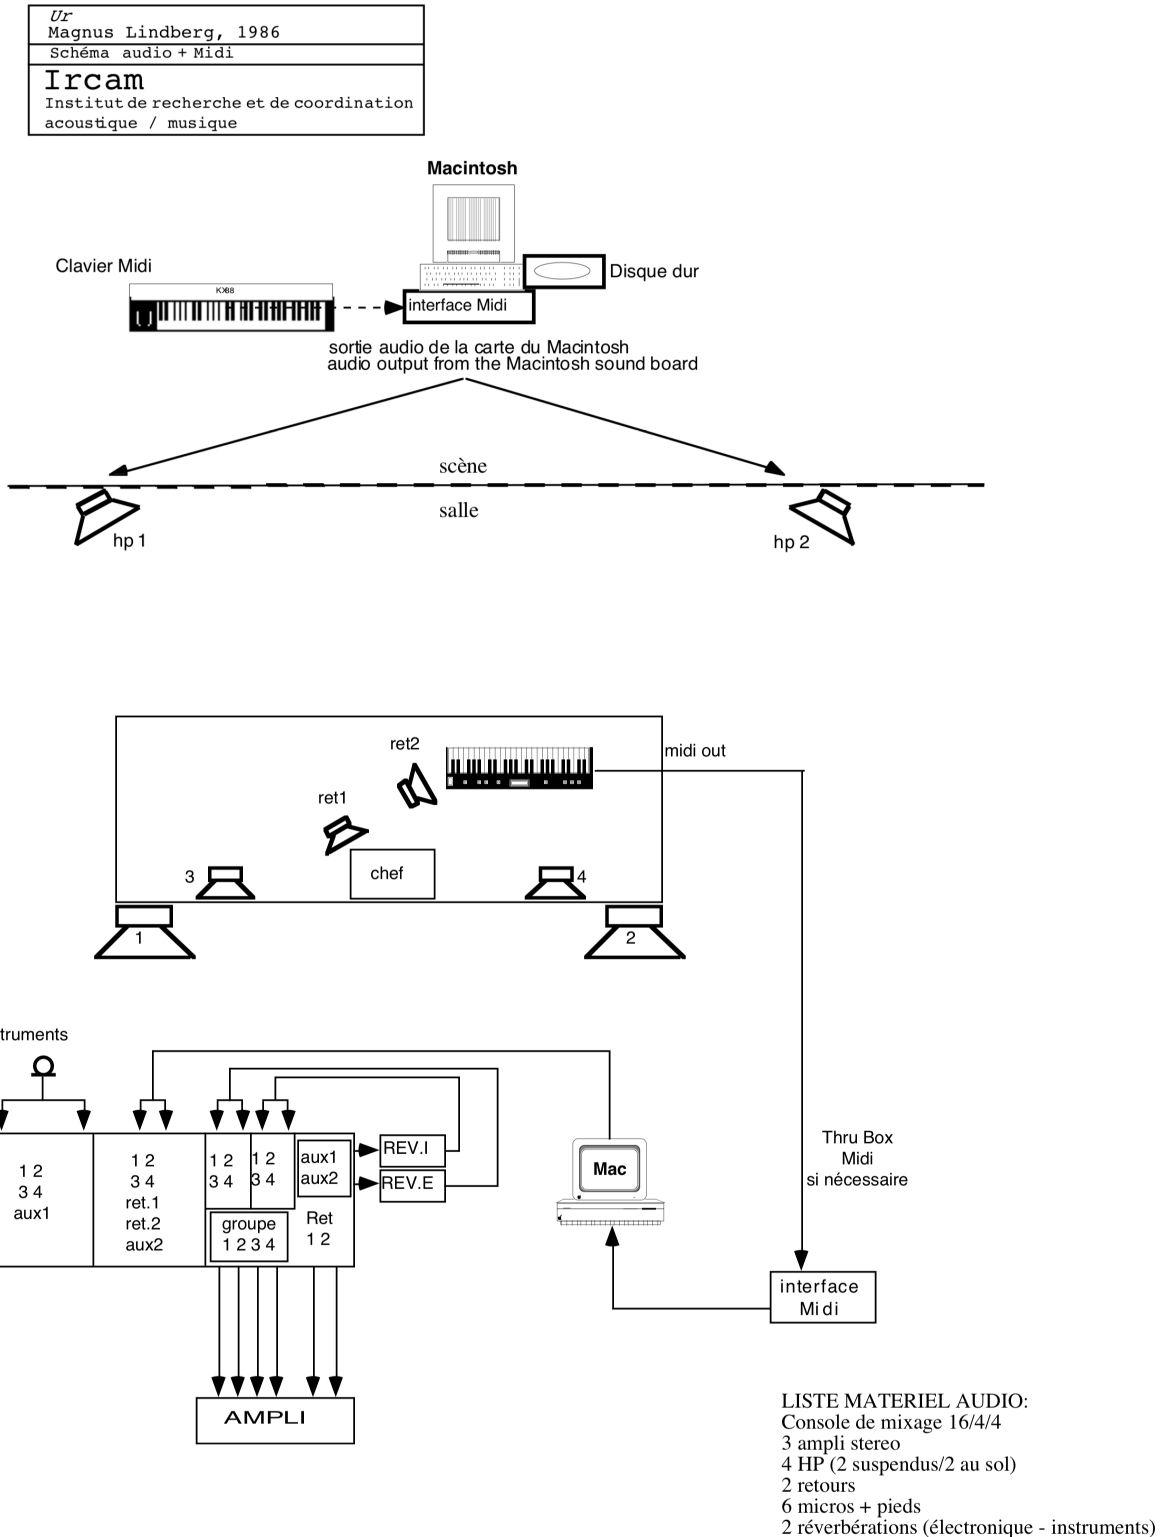 Ur
Magnus Lindberg, 1986
Schéma audio + Midi
Ircam
Institut de recherche et de coordination
acoustique / musique
Macintosh
Clavier Midi
KX88
Disque dur
interface Midi
sortie audio de la carte du Macintosh
audio output from the Macintosh sound board
scène
salle
hp 1
hp 2
ret2
midi out
ret1
3
chef
4
1
2
truments
Thru Box
Midi
si nécessaire
1 2
3 4
aux1
1 2
3 4
ret.1
ret.2
aux2
1 2
3 4
1 2
3 4
aux1
aux2
REV.I
REV.E
groupe
1 2 3 4
Ret
1 2
Mac
interface
Midi
AMPLI
LISTE MATERIEL AUDIO:
Console de mixage 16/4/4
3 ampli stereo
4 HP (2 suspendus/2 au sol)
2 retours
6 micros + pieds
2 réverbérations (électronique - instruments)